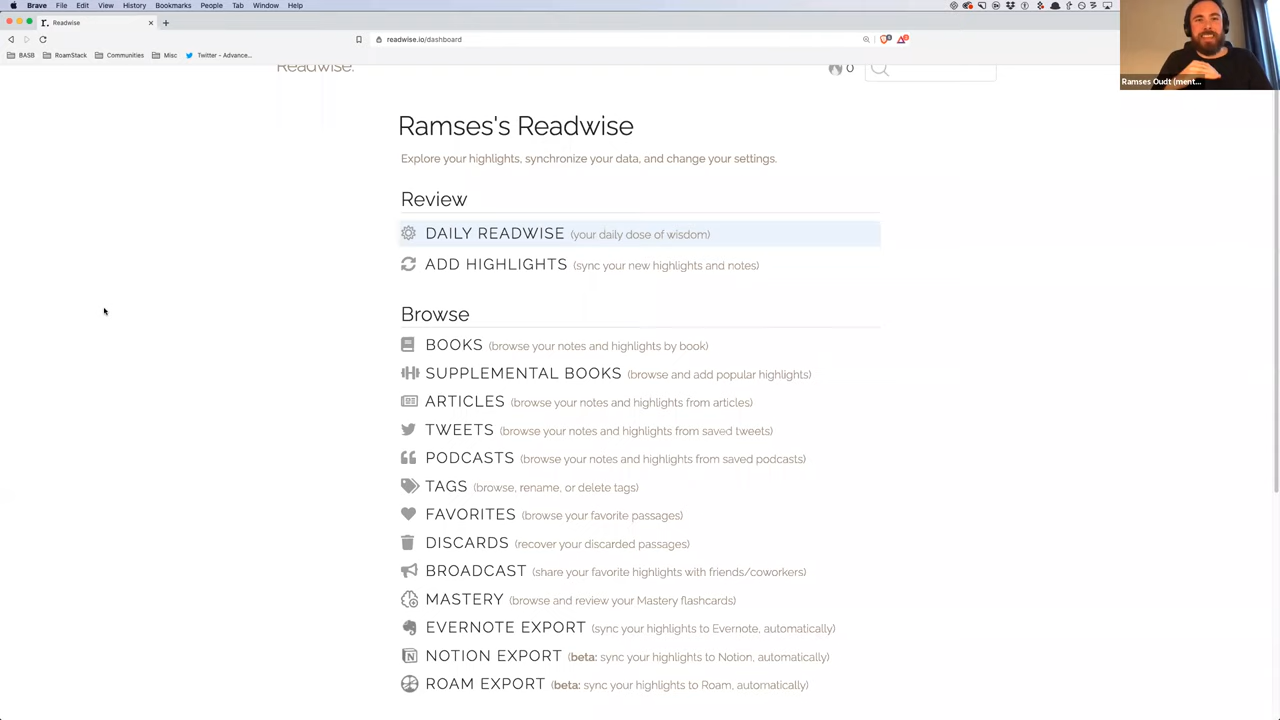 Brave File Edit View History Bookmarks People Tab Window Help
Readwise
readwise.io/dashboard
BASB RoamStack Communities Misc Twitter - Advance...
Ramses Oudt (ment...
Readwise.
0
Ramses's Readwise
Explore your highlights, synchronize your data, and change your settings.
Review
DAILY READWISE (your daily dose of wisdom)
ADD HIGHLIGHTS (sync your new highlights and notes)
Browse
BOOKS (browse your notes and highlights by book)
SUPPLEMENTAL BOOKS (browse and add popular highlights)
ARTICLES (browse your notes and highlights from articles)
TWEETS (browse your notes and highlights from saved tweets)
PODCASTS (browse your notes and highlights from saved podcasts)
TAGS (browse, rename, or delete tags)
FAVORITES (browse your favorite passages)
DISCARDS (recover your discarded passages)
BROADCAST (share your favorite highlights with friends/coworkers)
MASTERY (browse and review your Mastery flashcards)
EVERNOTE EXPORT (sync your highlights to Evernote, automatically)
NOTION EXPORT (beta: sync your highlights to Notion, automatically)
ROAM EXPORT (beta: sync your highlights to Roam, automatically)